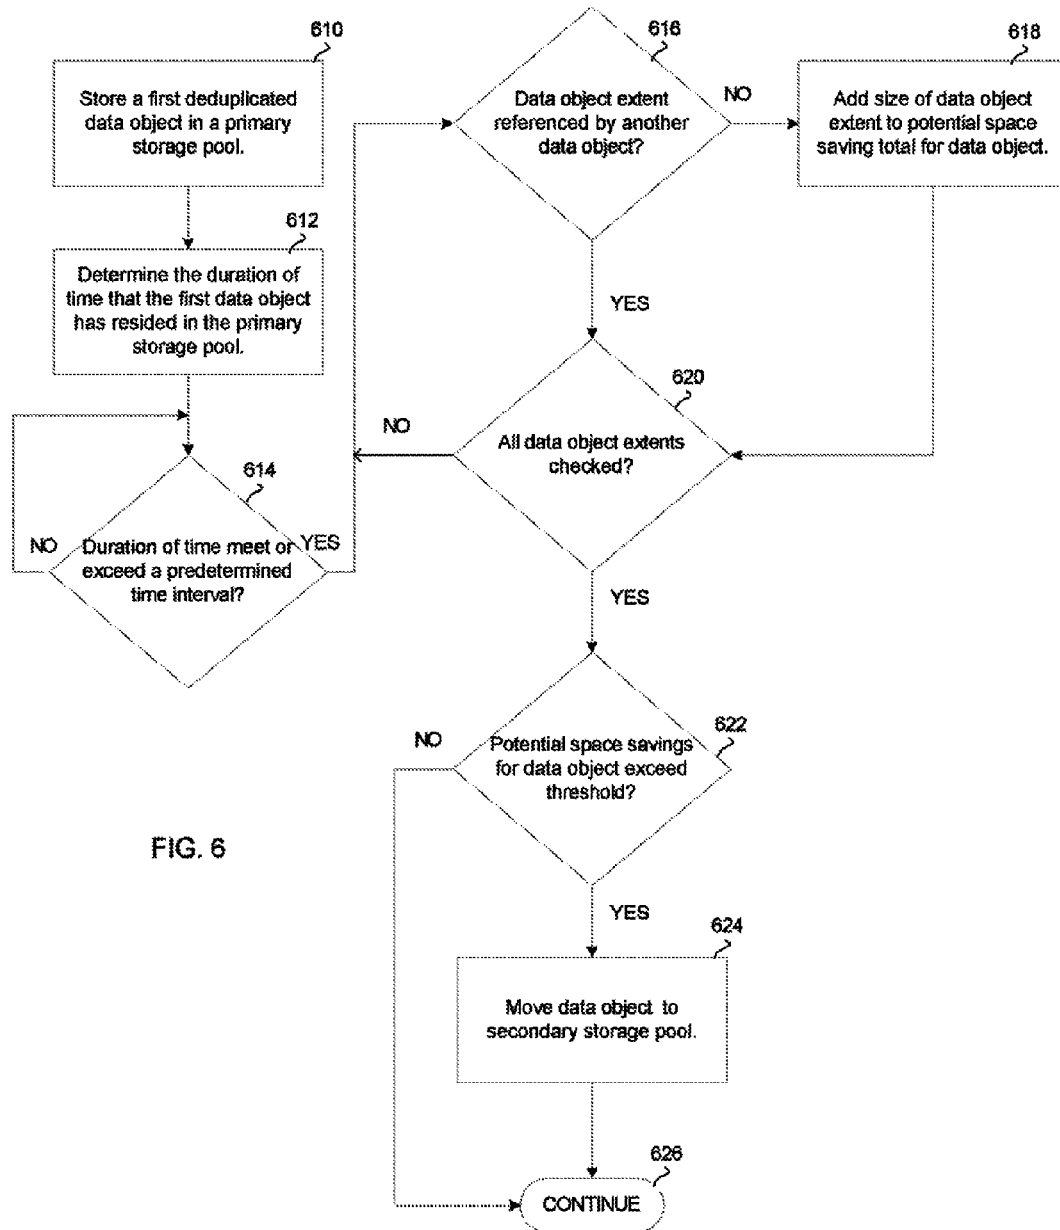 610
Store a first deduplicated
data object in a primary
storage pool.
612
Determine the duration of
time that the first data object
has resided in the primary
storage pool.
614
NO
Duration of time meet or
exceed a predetermined
time interval?
YES
616
Data object extent
referenced by another
data object?
NO
618
Add size of data object
extent to potential space
saving total for data object.
YES
620
NO
All data object extents
checked?
YES
622
NO
Potential space savings
for data object exceed
threshold?
YES
624
Move data object to
secondary storage pool.
626
CONTINUE
FIG. 6